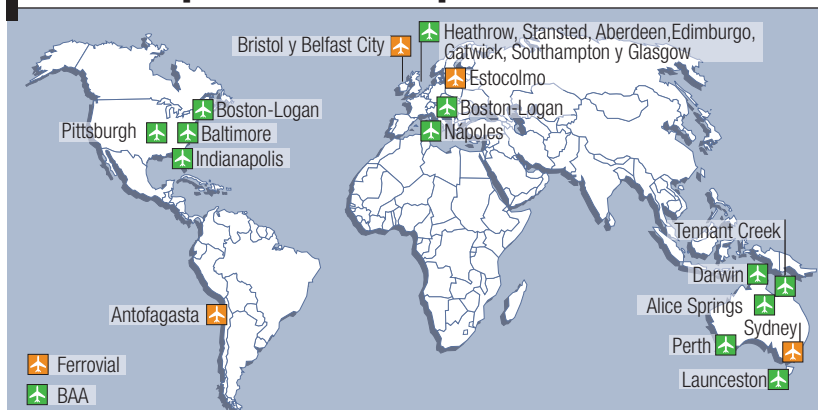 Bristol y Belfast City
Heathrow, Stansted, Aberdeen,Edimburgo,
Gatwick, Southampton y Glasgow
Estocolmo
Boston-Logan
Boston-Logan
Pittsburgh
Baltimore
Nápoles
Indianapolis
Tennant Creek
Darwin
Alice Springs
Antofagasta
Sydney
Perth
Ferrovial
Launceston
BAA